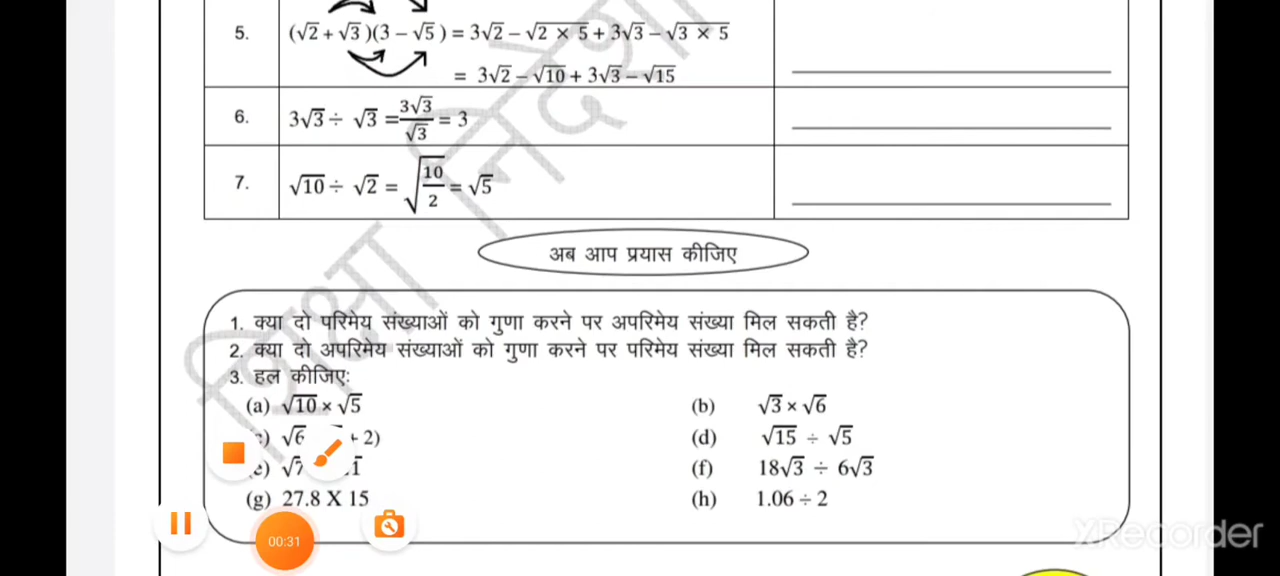 5. (√2 + √3 )(3 − √5 ) = 3√2 − √2 × 5 + 3√3 − √3 × 5
= 3√2 − √10 + 3√3 − √15
6. 3√3 ÷ √3 = 3√3/√3 = 3
7. √10 ÷ √2 = √10/2 = √5
अब आप प्रयास कीजिए
1. क्या दो परिमेय संख्याओं को गुणा करने पर अपरिमेय संख्या मिल सकती है?
2. क्या दो अपरिमेय संख्याओं को गुणा करने पर परिमेय संख्या मिल सकती है?
3. हल कीजिएः
(a) √10 × √5 (b) √3 × √6
√6 + 2) (d) √15 ÷ √5
(f) 18√3 ÷ 6√3
(g) 27.8 X 15 (h) 1.06 ÷ 2
00:31
XRecorder
शिक्षा निदेशा